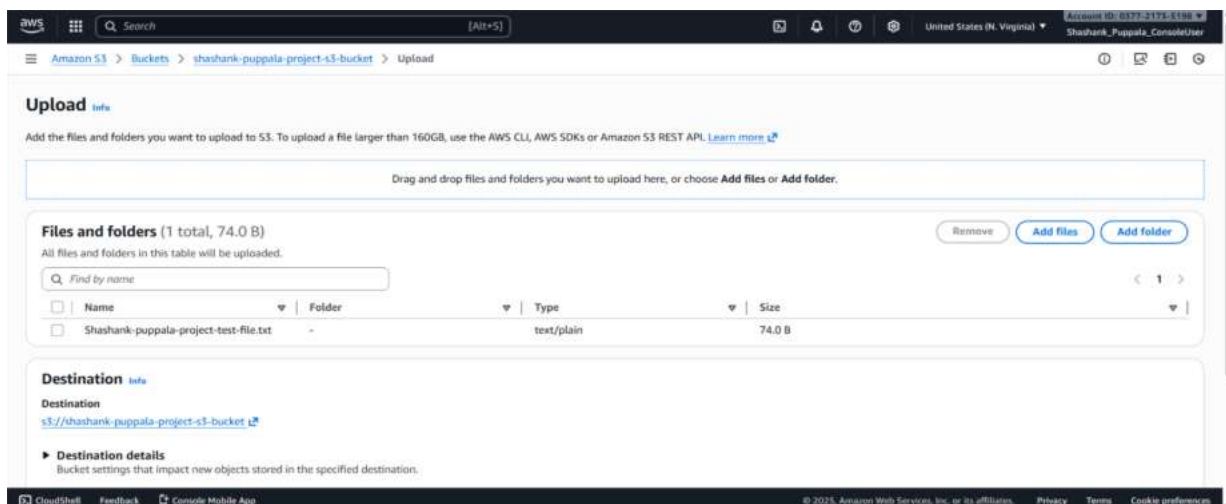 aws
Search
[Alt+S]
United States (N. Virginia) ▼
Account ID: 0377-2173-5198 ▼
Shashank_Puppala_ConsoleUser
Amazon S3 > Buckets > shashank-puppala-project-s3-bucket > Upload
Upload Info
Add the files and folders you want to upload to S3. To upload a file larger than 160GB, use the AWS CLI, AWS SDKs or Amazon S3 REST API. Learn more
Drag and drop files and folders you want to upload here, or choose Add files or Add folder.
Files and folders (1 total, 74.0 B)
Remove
Add files
Add folder
All files and folders in this table will be uploaded.
Find by name
< 1 >
Name Folder Type Size
Shashank-puppala-project-test-file.txt - text/plain 74.0 B
Destination Info
Destination
s3://shashank-puppala-project-s3-bucket
Destination details
Bucket settings that impact new objects stored in the specified destination.
CloudShell Feedback Console Mobile App © 2025, Amazon Web Services, Inc. or its affiliates. Privacy Terms Cookie preferences